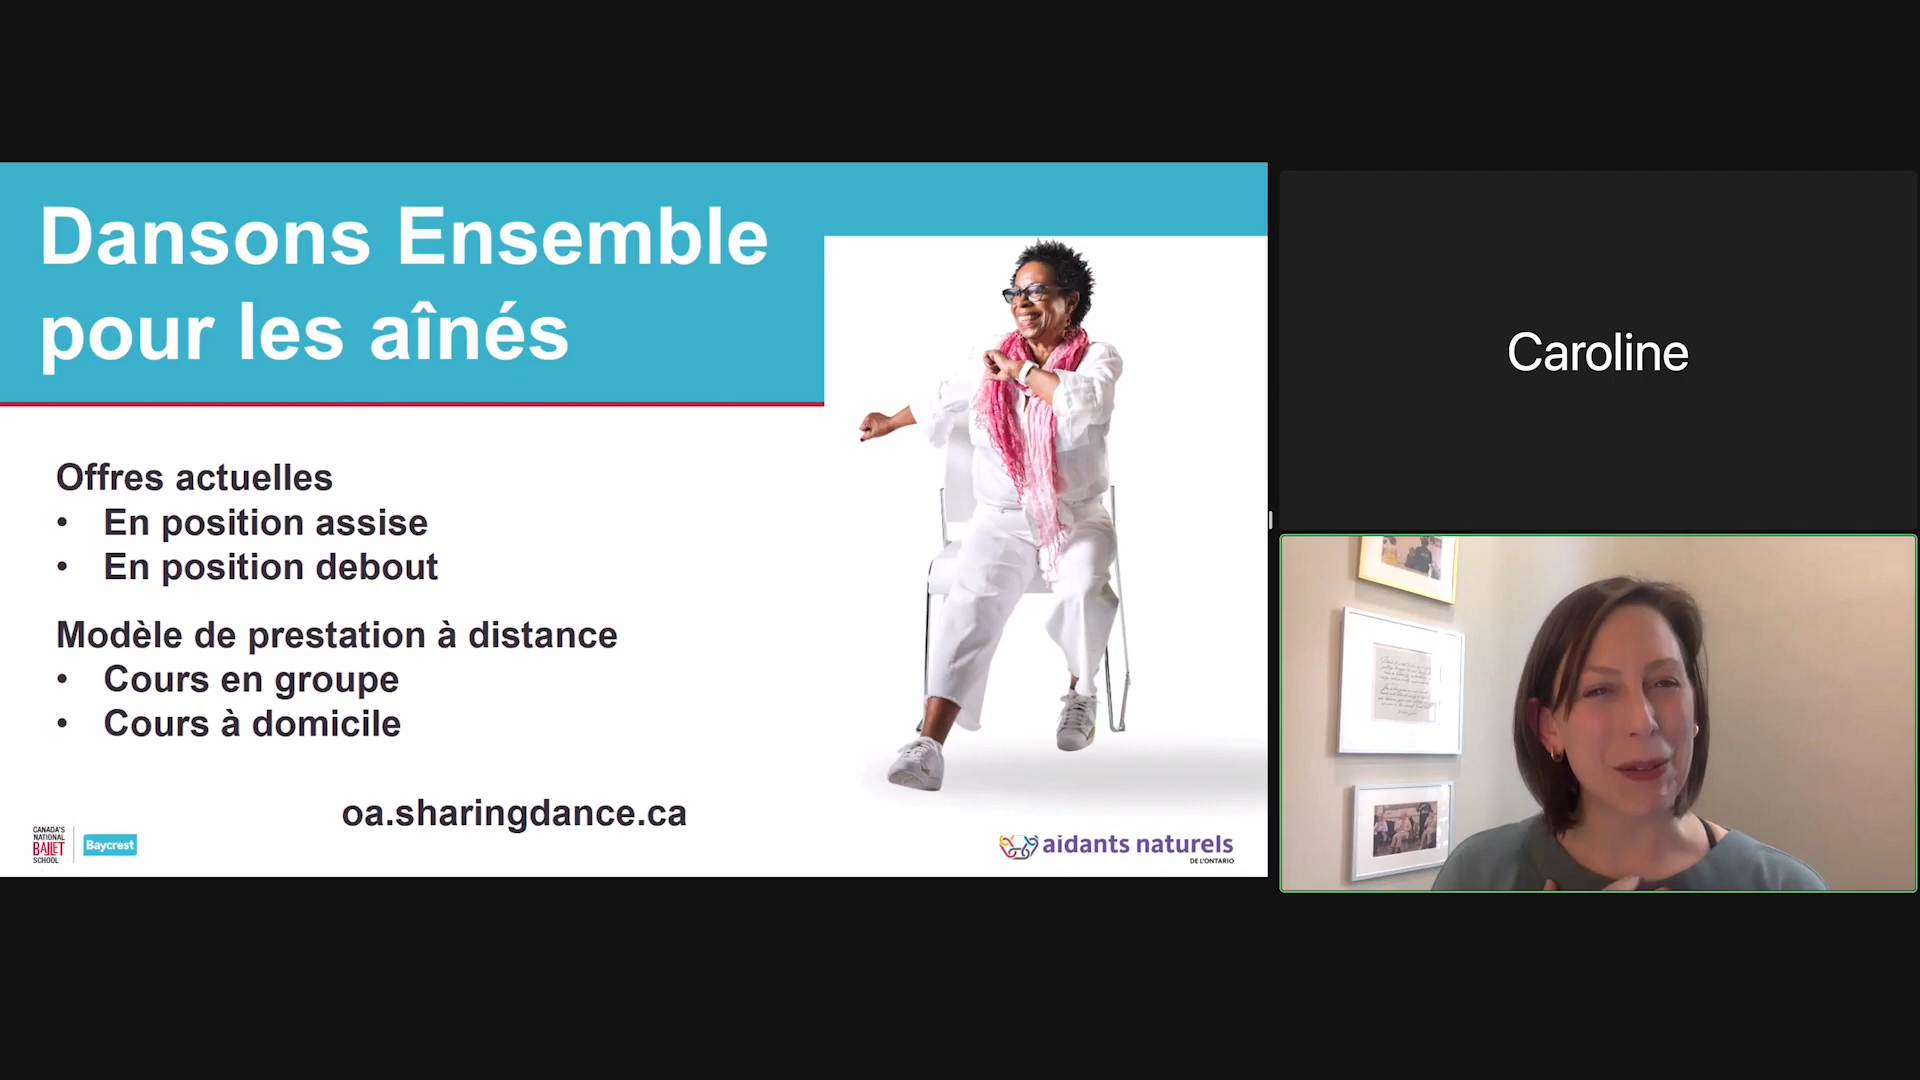 Dansons Ensemble
pour les aînés
Offres actuelles
• En position assise
• En position debout
Modèle de prestation à distance
• Cours en groupe
• Cours à domicile
oa.sharingdance.ca
CANADA'S
NATIONAL
BALLET
SCHOOL
Baycrest
aidants naturels
DE L'ONTARIO
Caroline